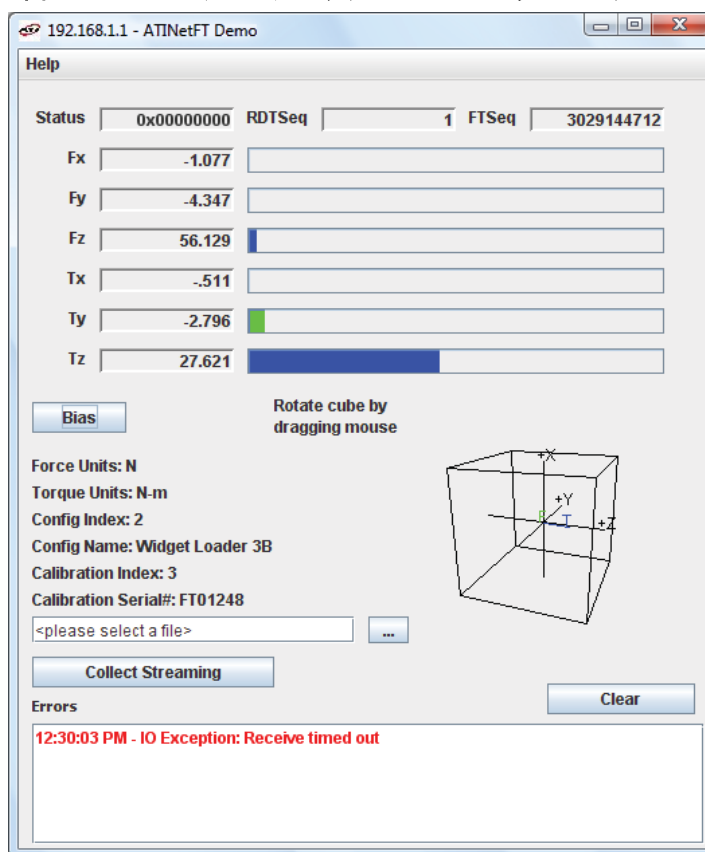 192.168.1.1 - ATINetFT Demo
Help
Status 0x00000000 RDTSeq 1 FTSeq 3029144712
Fx -1.077
Fy -4.347
Fz 56.129
Tx -.511
Ty -2.796
Tz 27.621
Bias
Rotate cube by
dragging mouse
+X
+Y
F T +Z
Force Units: N
Torque Units: N-m
Config Index: 2
Config Name: Widget Loader 3B
Calibration Index: 3
Calibration Serial#: FT01248
<please select a file> ...
Collect Streaming
Clear
Errors
12:30:03 PM - IO Exception: Receive timed out